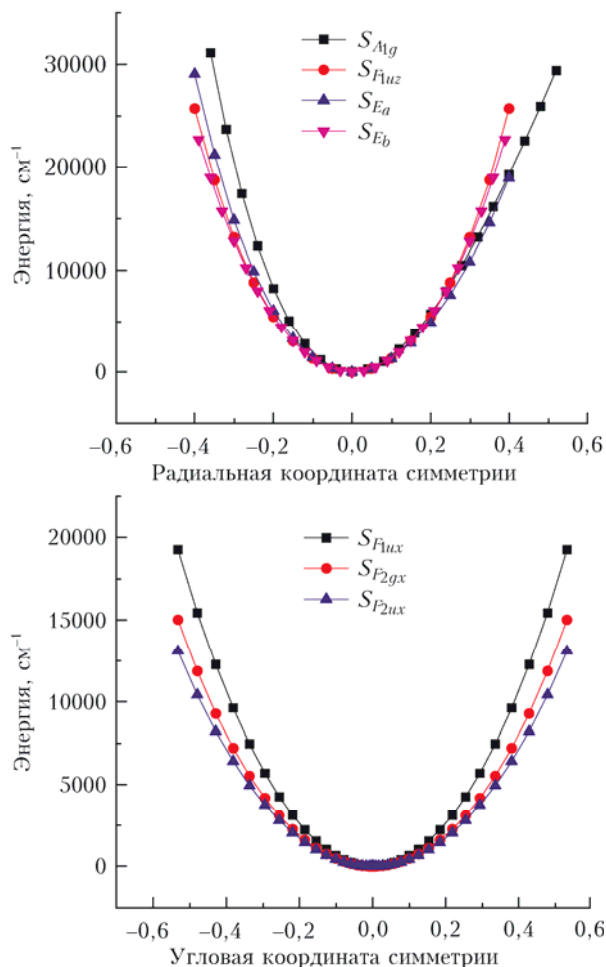 Энергия, см⁻¹
30000
20000
10000
0
S_{A1g}
S_{F1uz}
S_{Ea}
S_{Eb}
−0,6 −0,4 −0,2 0,0 0,2 0,4 0,6
Радиальная координата симметрии
Энергия, см⁻¹
20000
15000
10000
5000
0
S_{F1ux}
S_{F2gx}
S_{F2ux}
−0,6 −0,4 −0,2 0,0 0,2 0,4 0,6
Угловая координата симметрии